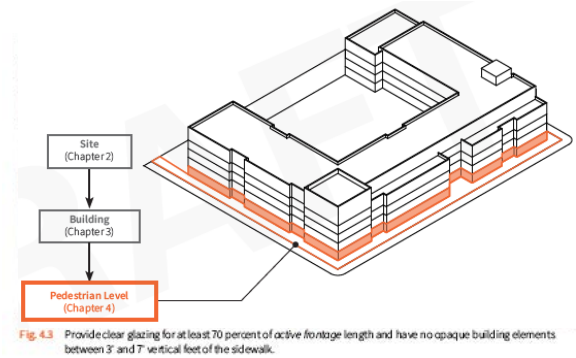 Site
(Chapter 2)
Building
(Chapter 3)
Pedestrian Level
(Chapter 4)
Fig. 4.3 Provide clear glazing for at least 70 percent of active frontage length and have no opaque building elements
between 3' and 7' vertical feet of the sidewalk.